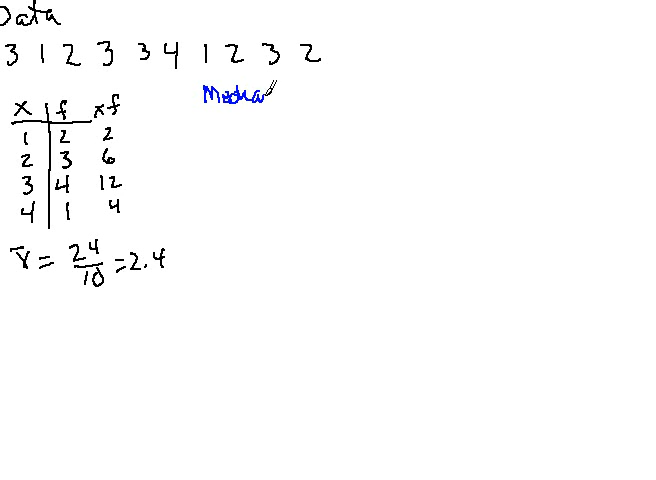 Data
3 1 2 3 3 4 1 2 3 2
Media
x f xf
1 2 2
2 3 6
3 4 12
4 1 4
x̄ = 24/10 = 2.4